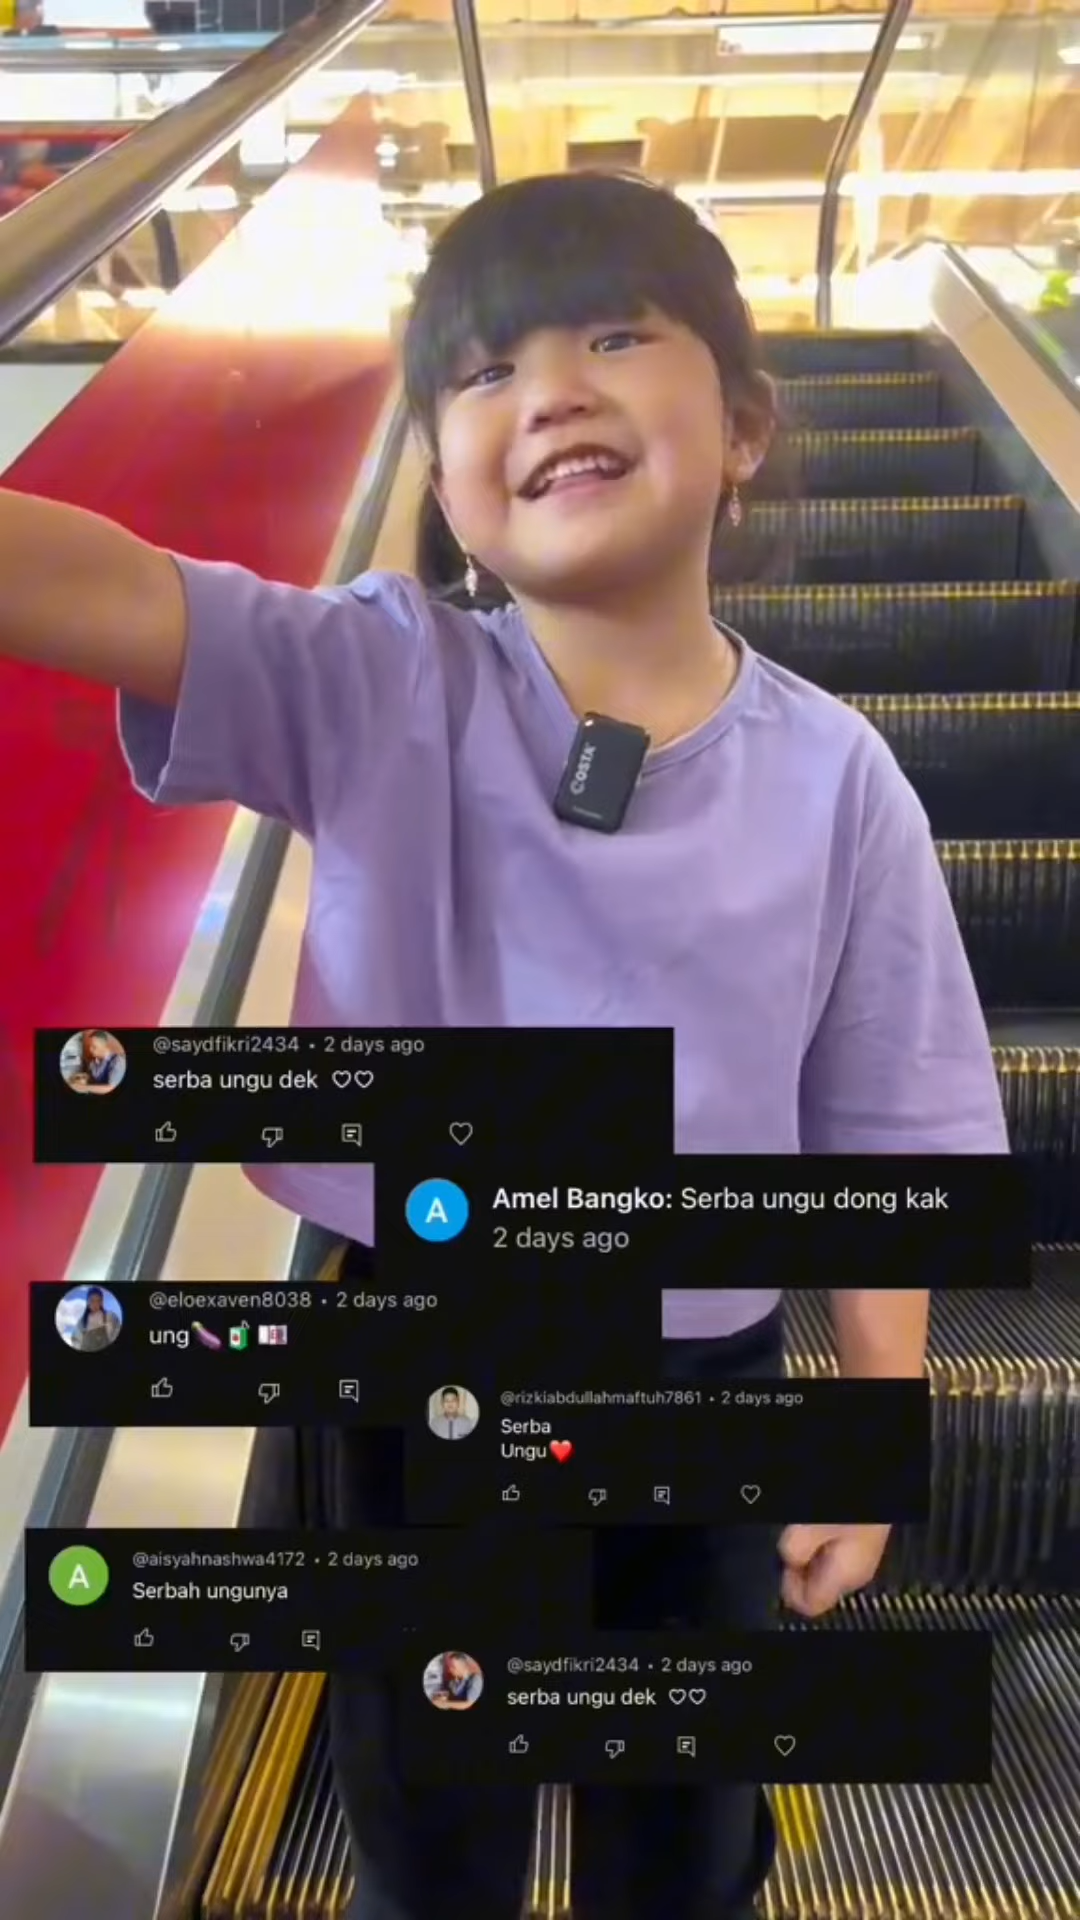 COSTA
@saydfikri2434 • 2 days ago
serba ungu dek ♡♡
Amel Bangko: Serba ungu dong kak
2 days ago
@eloexaven8038 • 2 days ago
ung🍆🧃🪪
@rizkiabdullahmaftuh7861 • 2 days ago
Serba
Ungu❤️
@aisyahnashwa4172 • 2 days ago
Serbah ungunya
@saydfikri2434 • 2 days ago
serba ungu dek ♡♡